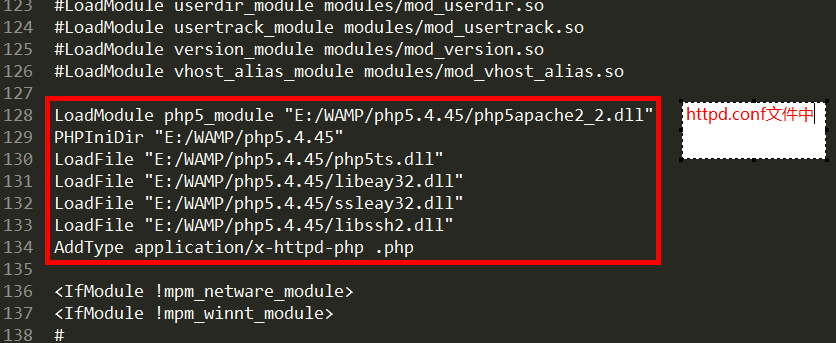 123 #LoadModule userdir_module modules/mod_userdir.so
124 #LoadModule usertrack_module modules/mod_usertrack.so
125 #LoadModule version_module modules/mod_version.so
126 #LoadModule vhost_alias_module modules/mod_vhost_alias.so
127
128 LoadModule php5_module "E:/WAMP/php5.4.45/php5apache2_2.dll"
httpd.conf文件中
129 PHPIniDir "E:/WAMP/php5.4.45"
130 LoadFile "E:/WAMP/php5.4.45/php5ts.dll"
131 LoadFile "E:/WAMP/php5.4.45/libeay32.dll"
132 LoadFile "E:/WAMP/php5.4.45/ssleay32.dll"
133 LoadFile "E:/WAMP/php5.4.45/libssh2.dll"
134 AddType application/x-httpd-php .php
135
136 <IfModule !mpm_netware_module>
137 <IfModule !mpm_winnt_module>
138 #